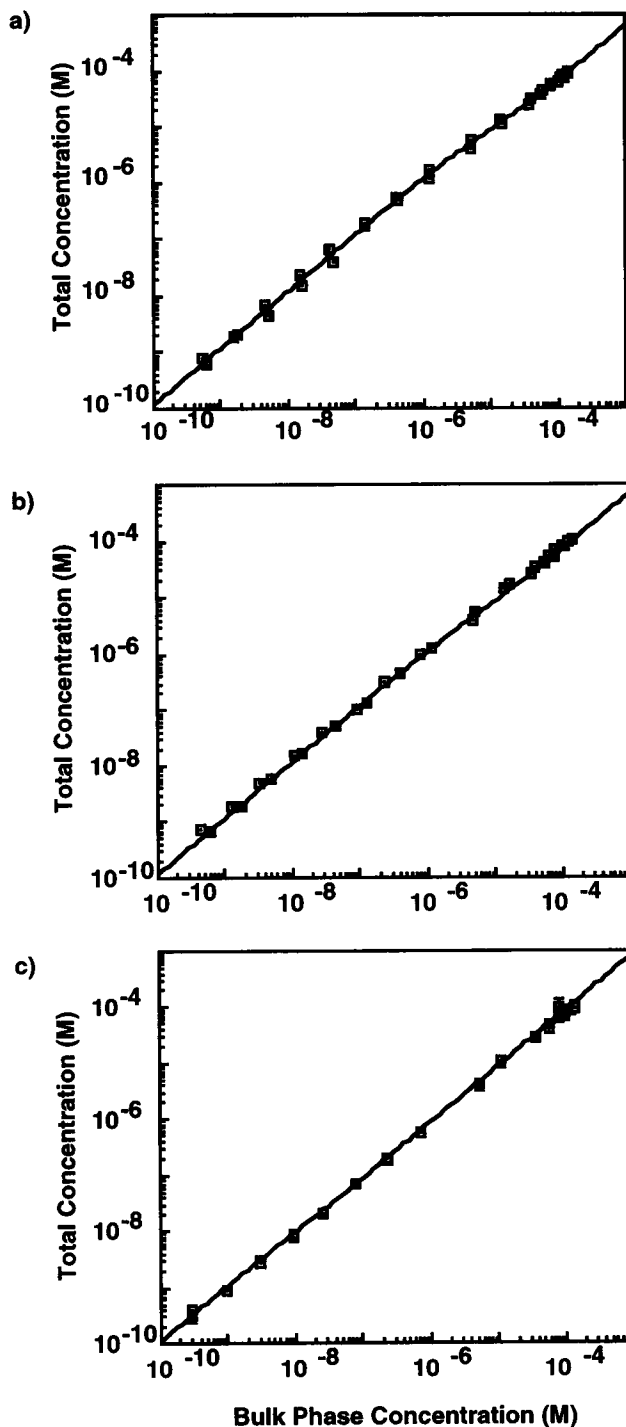 a)
Total Concentration (M)
10⁻⁴
10⁻⁶
10⁻⁸
10⁻¹⁰
10⁻¹⁰ 10⁻⁸ 10⁻⁶ 10⁻⁴
b)
Total Concentration (M)
10⁻⁴
10⁻⁶
10⁻⁸
10⁻¹⁰
10⁻¹⁰ 10⁻⁸ 10⁻⁶ 10⁻⁴
c)
Total Concentration (M)
10⁻⁴
10⁻⁶
10⁻⁸
10⁻¹⁰
10⁻¹⁰ 10⁻⁸ 10⁻⁶ 10⁻⁴
Bulk Phase Concentration (M)